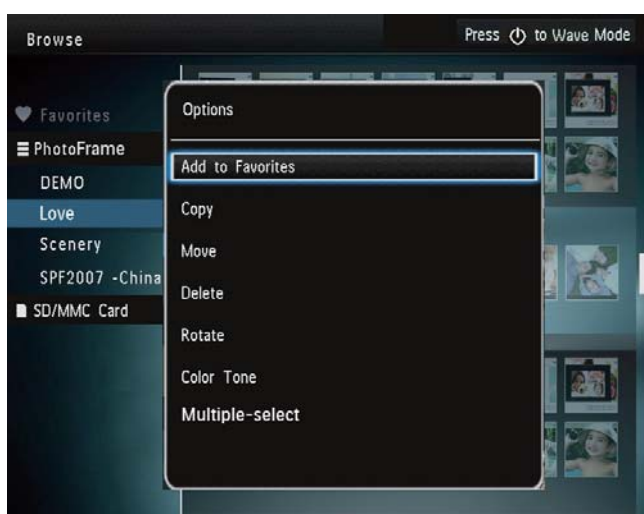 Browse
Press ⏻ to Wave Mode
Favorites
PhotoFrame
DEMO
Love
Scenery
SPF2007 -China
SD/MMC Card
Options
Add to Favorites
Copy
Move
Delete
Rotate
Color Tone
Multiple-select